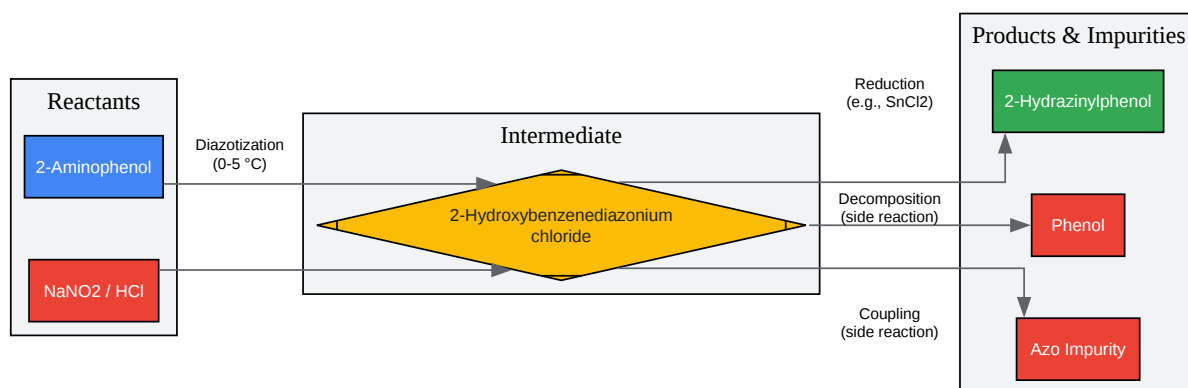 Reactants
2-Aminophenol
NaNO2 / HCl
Diazotization
(0-5 °C)
Intermediate
2-Hydroxybenzenediazonium
chloride
Reduction
(e.g., SnCl2)
Decomposition
(side reaction)
Coupling
(side reaction)
Products & Impurities
2-Hydrazinylphenol
Phenol
Azo Impurity